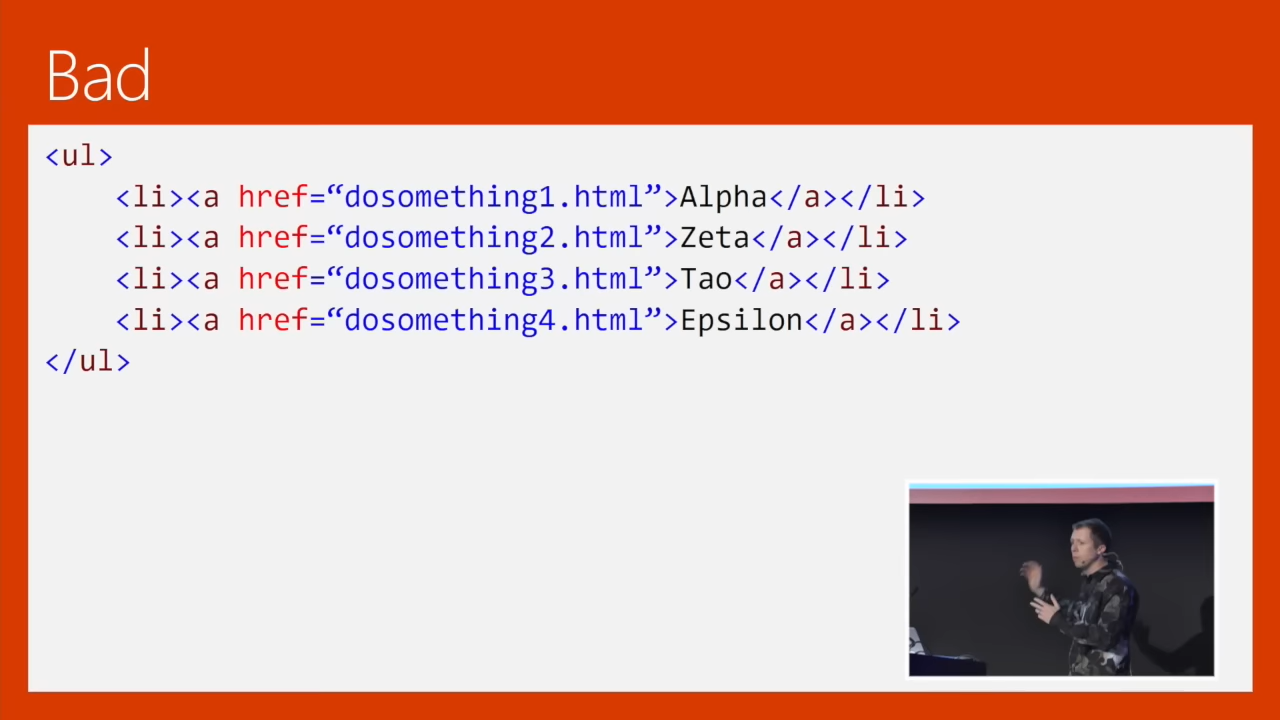 Bad
<ul>
<li><a href=“dosomething1.html”>Alpha</a></li>
<li><a href=“dosomething2.html”>Zeta</a></li>
<li><a href=“dosomething3.html”>Tao</a></li>
<li><a href=“dosomething4.html”>Epsilon</a></li>
</ul>